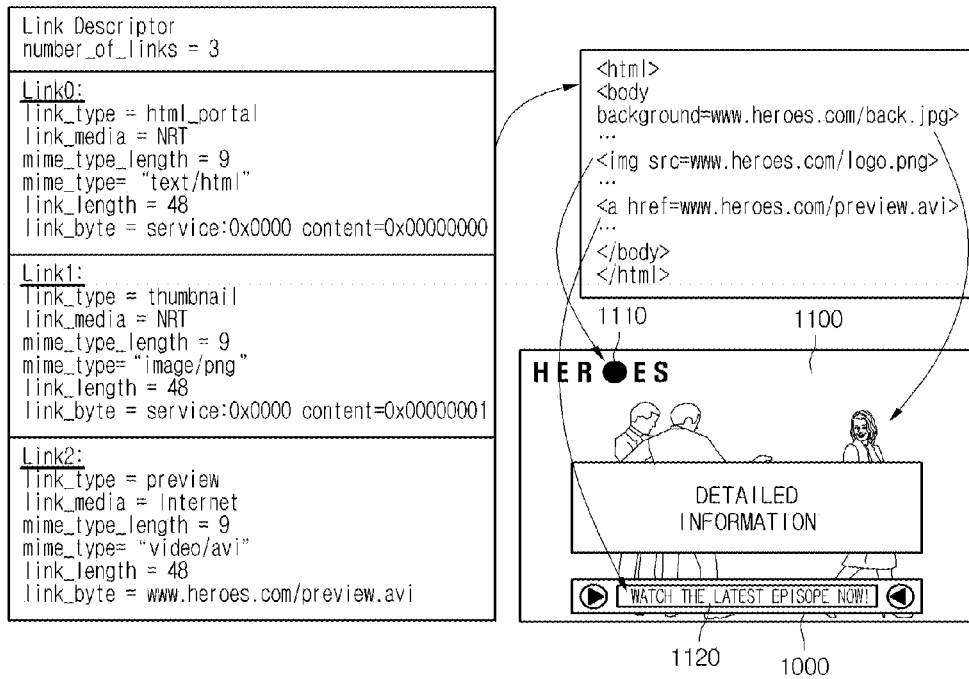 Link Descriptor
number_of_links = 3
Link0:
link_type = html_portal
link_media = NRT
mime_type_length = 9
mime_type= "text/html"
link_length = 48
link_byte = service:0x0000 content=0x00000000
Link1:
link_type = thumbnail
link_media = NRT
mime_type_length = 9
mime_type= "image/png"
link_length = 48
link_byte = service:0x0000 content=0x00000001
Link2:
link_type = preview
link_media = Internet
mime_type_length = 9
mime_type= "video/avi"
link_length = 48
link_byte = www.heroes.com/preview.avi
<html>
<body
background=www.heroes.com/back.jpg>
...
<img src=www.heroes.com/logo.png>
...
<a href=www.heroes.com/preview.avi>
...
</body>
</html>
1110
1100
HER●ES
DETAILED
INFORMATION
WATCH THE LATEST EPISOPE NOW!
1120
1000